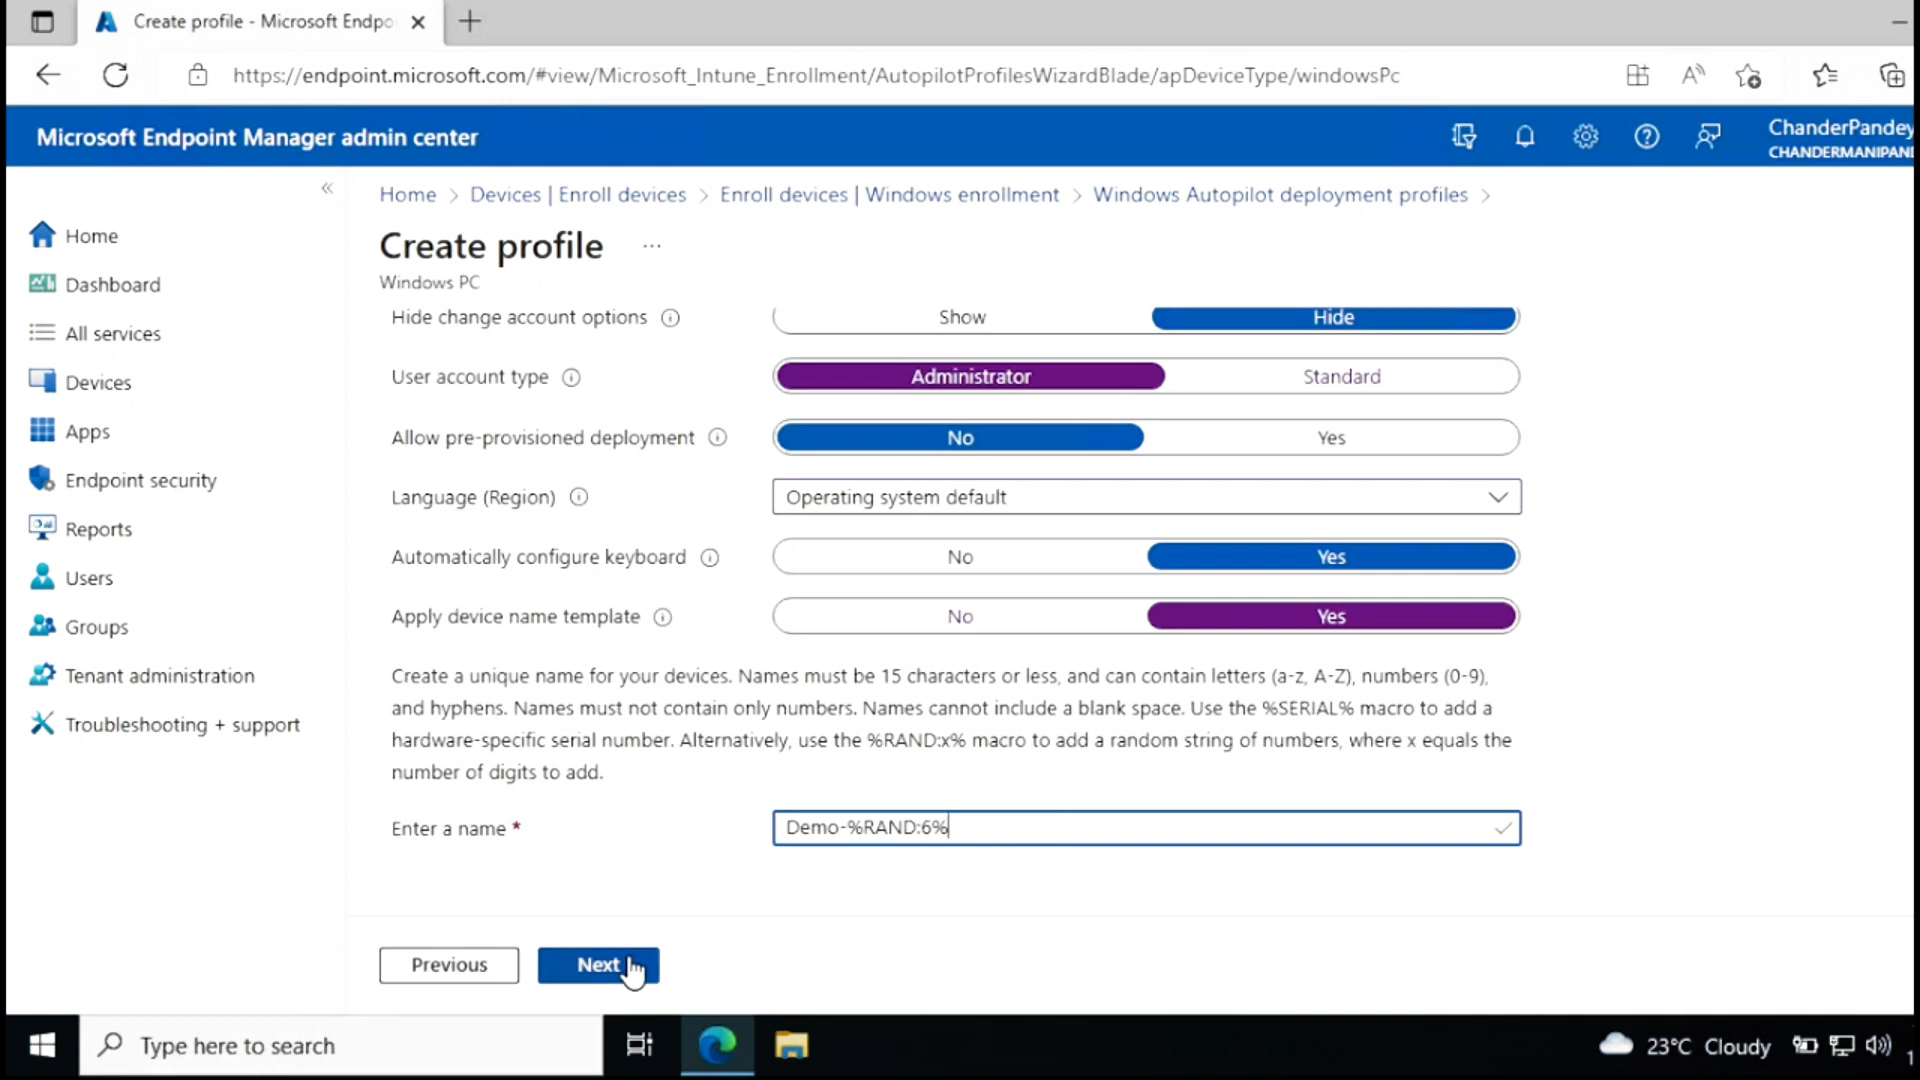 Create profile - Microsoft Endpo
https://endpoint.microsoft.com/#view/Microsoft_Intune_Enrollment/AutopilotProfilesWizardBlade/apDeviceType/windowsPc
Microsoft Endpoint Manager admin center
ChanderPandey
CHANDERMANIPAN
Home > Devices | Enroll devices > Enroll devices | Windows enrollment > Windows Autopilot deployment profiles >
Create profile ...
Windows PC
Home
Dashboard
All services
Devices
Apps
Endpoint security
Reports
Users
Groups
Tenant administration
Troubleshooting + support
Hide change account options Show Hide
User account type Administrator Standard
Allow pre-provisioned deployment No Yes
Language (Region) Operating system default
Automatically configure keyboard No Yes
Apply device name template No Yes
Create a unique name for your devices. Names must be 15 characters or less, and can contain letters (a-z, A-Z), numbers (0-9),
and hyphens. Names must not contain only numbers. Names cannot include a blank space. Use the %SERIAL% macro to add a
hardware-specific serial number. Alternatively, use the %RAND:x% macro to add a random string of numbers, where x equals the
number of digits to add.
Enter a name * Demo-%RAND:6%
Previous Next
Type here to search
23°C Cloudy